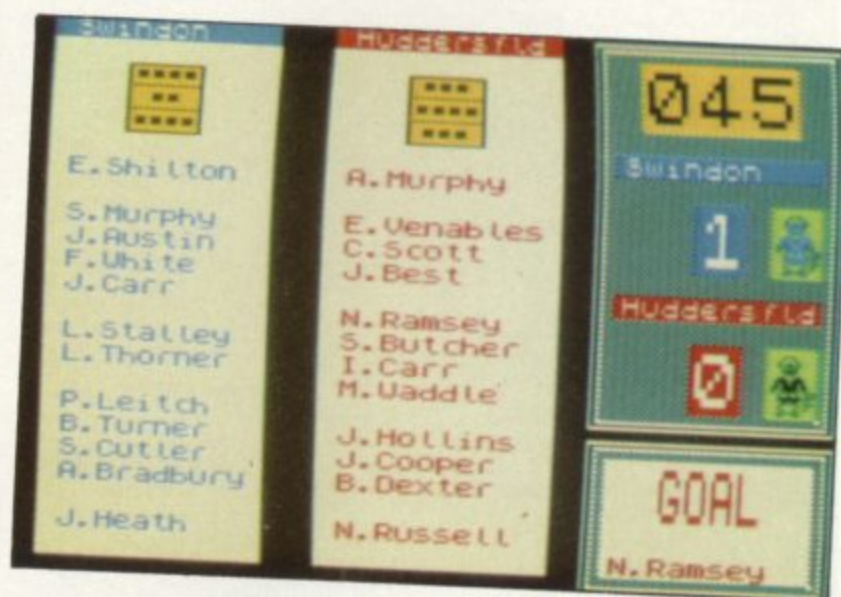 Swindon
E.Shilton
S.Murphy
J.Austin
F.White
J.Carr
L.Stalley
L.Thorner
P.Leitch
B.Turner
S.Cutler
A.Bradbury
J.Heath
Huddersfld
A.Murphy
E.Venables
C.Scott
J.Best
N.Ramsey
S.Butcher
I.Carr
M.Waddle
J.Hollins
J.Cooper
B.Dexter
N.Russell
045
Swindon
1
Huddersfld
0
GOAL
N.Ramsey